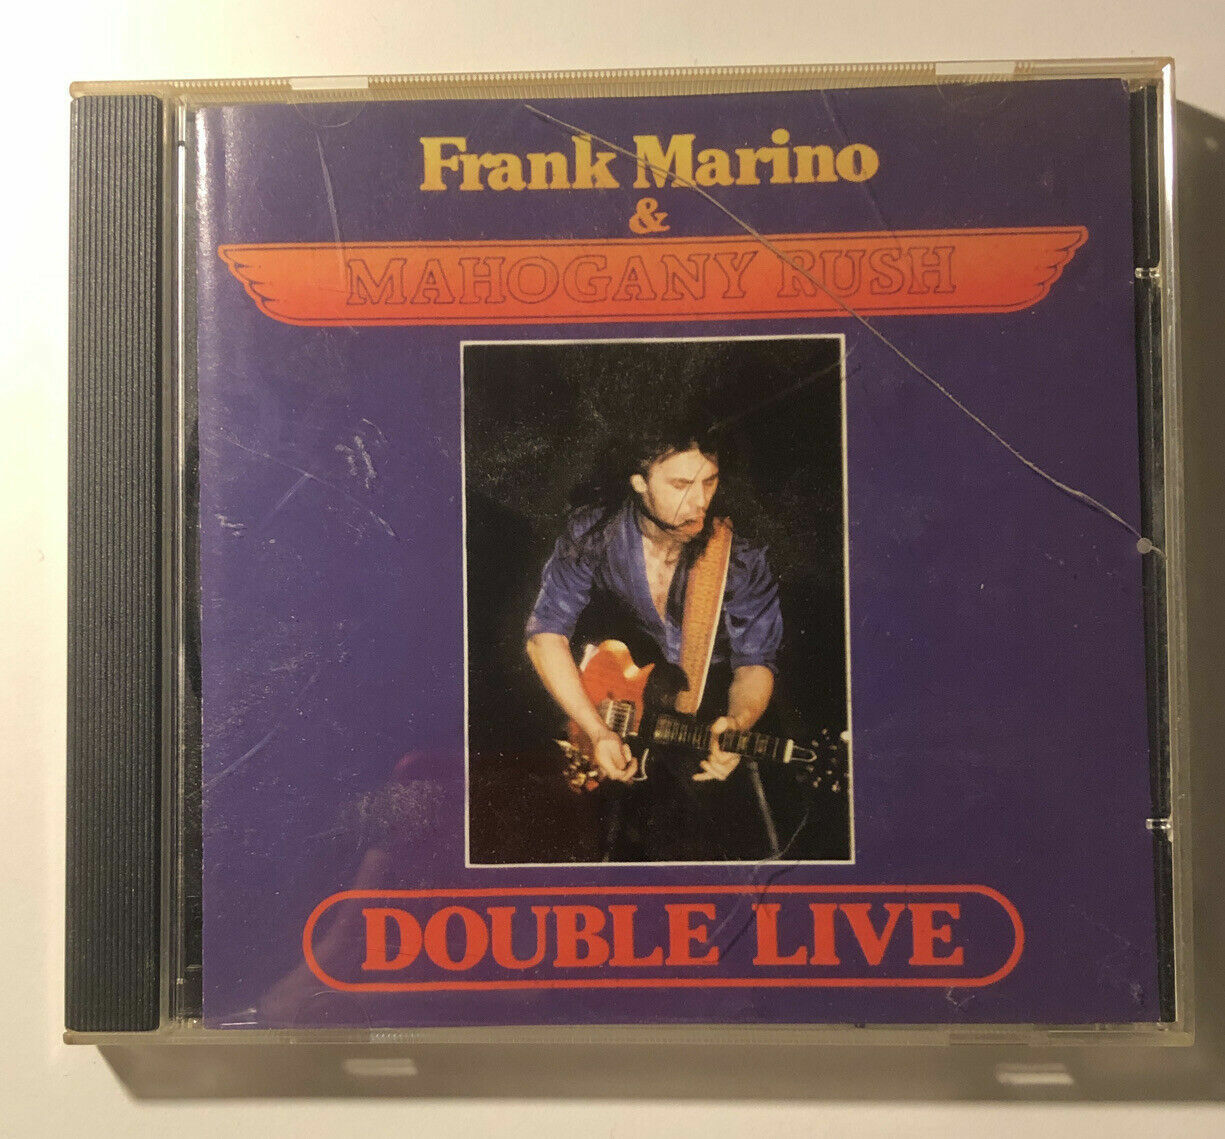 Frank Marino
&
MAHOGANY RUSH
DOUBLE LIVE